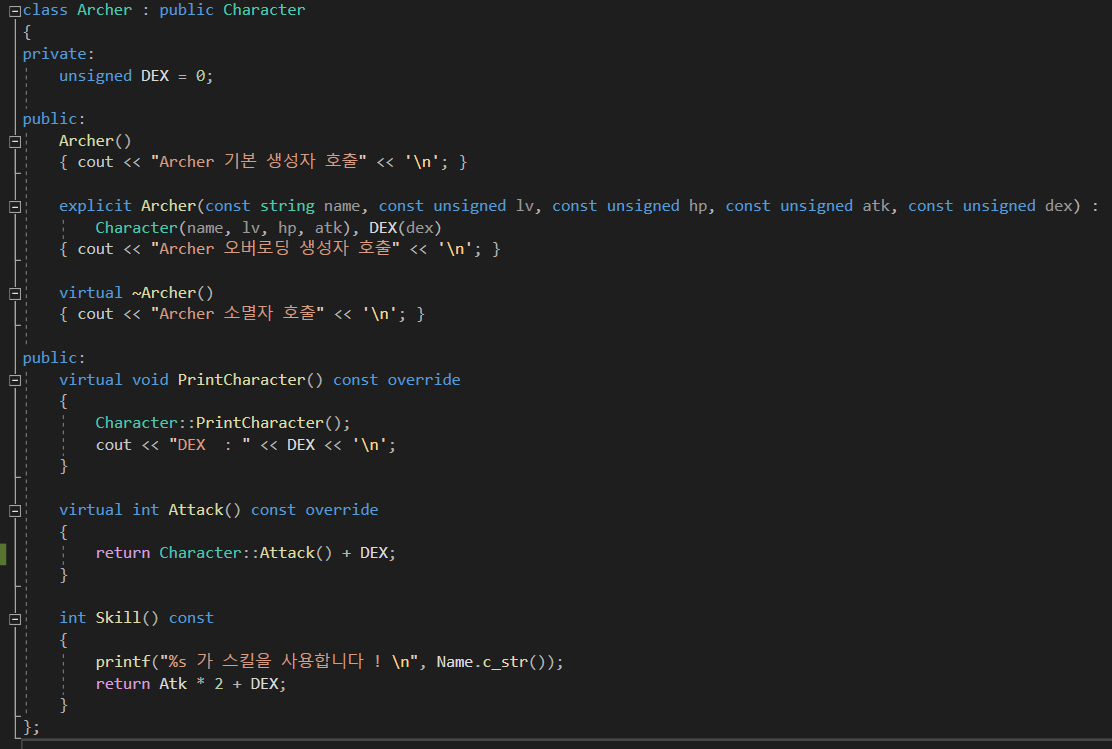 class Archer : public Character
{
private:
    unsigned DEX = 0;
public:
    Archer()
    { cout << "Archer 기본 생성자 호출" << '\n'; }
    explicit Archer(const string name, const unsigned lv, const unsigned hp, const unsigned atk, const unsigned dex) :
        Character(name, lv, hp, atk), DEX(dex)
    { cout << "Archer 오버로딩 생성자 호출" << '\n'; }
    virtual ~Archer()
    { cout << "Archer 소멸자 호출" << '\n'; }
public:
    virtual void PrintCharacter() const override
    {
        Character::PrintCharacter();
        cout << "DEX  : " << DEX << '\n';
    }
    virtual int Attack() const override
    {
        return Character::Attack() + DEX;
    }
    int Skill() const
    {
        printf("%s 가 스킬을 사용합니다 ! \n", Name.c_str());
        return Atk * 2 + DEX;
    }
};